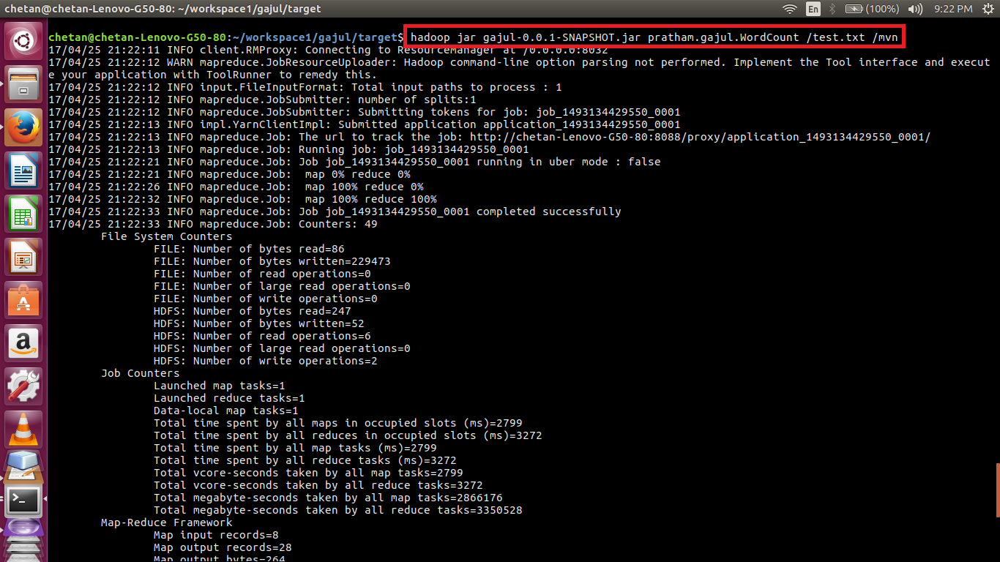 chetan@chetan-Lenovo-G50-80: ~/workspace1/gajul/target
En
(100%)
9:22 PM
chetan@chetan-Lenovo-G50-80:~/workspace1/gajul/target$ hadoop jar gajul-0.0.1-SNAPSHOT.jar pratham.gajul.WordCount /test.txt /mvn
17/04/25 21:22:11 INFO client.RMProxy: Connecting to ResourceManager at /0.0.0.0:8032
17/04/25 21:22:12 WARN mapreduce.JobResourceUploader: Hadoop command-line option parsing not performed. Implement the Tool interface and execut
e your application with ToolRunner to remedy this.
17/04/25 21:22:12 INFO input.FileInputFormat: Total input paths to process : 1
17/04/25 21:22:12 INFO mapreduce.JobSubmitter: number of splits:1
17/04/25 21:22:12 INFO mapreduce.JobSubmitter: Submitting tokens for job: job_1493134429550_0001
17/04/25 21:22:13 INFO impl.YarnClientImpl: Submitted application application_1493134429550_0001
17/04/25 21:22:13 INFO mapreduce.Job: The url to track the job: http://chetan-Lenovo-G50-80:8088/proxy/application_1493134429550_0001/
17/04/25 21:22:13 INFO mapreduce.Job: Running job: job_1493134429550_0001
17/04/25 21:22:21 INFO mapreduce.Job: Job job_1493134429550_0001 running in uber mode : false
17/04/25 21:22:21 INFO mapreduce.Job:  map 0% reduce 0%
17/04/25 21:22:26 INFO mapreduce.Job:  map 100% reduce 0%
17/04/25 21:22:32 INFO mapreduce.Job:  map 100% reduce 100%
17/04/25 21:22:33 INFO mapreduce.Job: Job job_1493134429550_0001 completed successfully
17/04/25 21:22:33 INFO mapreduce.Job: Counters: 49
File System Counters
FILE: Number of bytes read=86
FILE: Number of bytes written=229473
FILE: Number of read operations=0
FILE: Number of large read operations=0
FILE: Number of write operations=0
HDFS: Number of bytes read=247
HDFS: Number of bytes written=52
HDFS: Number of read operations=6
HDFS: Number of large read operations=0
HDFS: Number of write operations=2
Job Counters
Launched map tasks=1
Launched reduce tasks=1
Data-local map tasks=1
Total time spent by all maps in occupied slots (ms)=2799
Total time spent by all reduces in occupied slots (ms)=3272
Total time spent by all map tasks (ms)=2799
Total time spent by all reduce tasks (ms)=3272
Total vcore-seconds taken by all map tasks=2799
Total vcore-seconds taken by all reduce tasks=3272
Total megabyte-seconds taken by all map tasks=2866176
Total megabyte-seconds taken by all reduce tasks=3350528
Map-Reduce Framework
Map input records=8
Map output records=28
Map output bytes=264